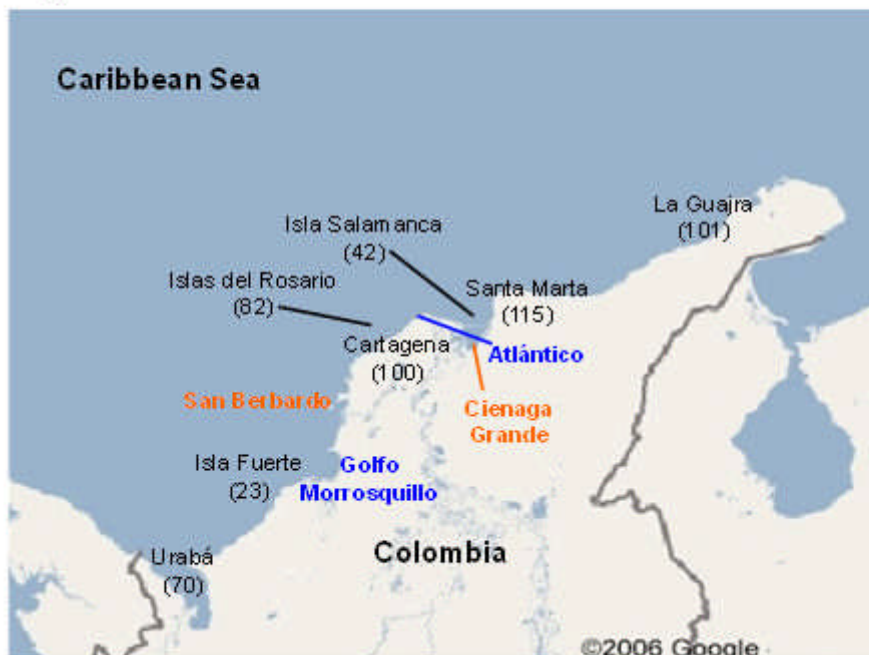 Caribbean Sea
La Guajra
(101)
Isla Salamanca
(42)
Islas del Rosario
(82)
Santa Marta
(115)
Cartagena
(100)
Atlántico
San Berbardo
Cienaga
Grande
Isla Fuerte
(23)
Golfo
Morrosquillo
Urabá
(70)
Colombia
©2006 Google